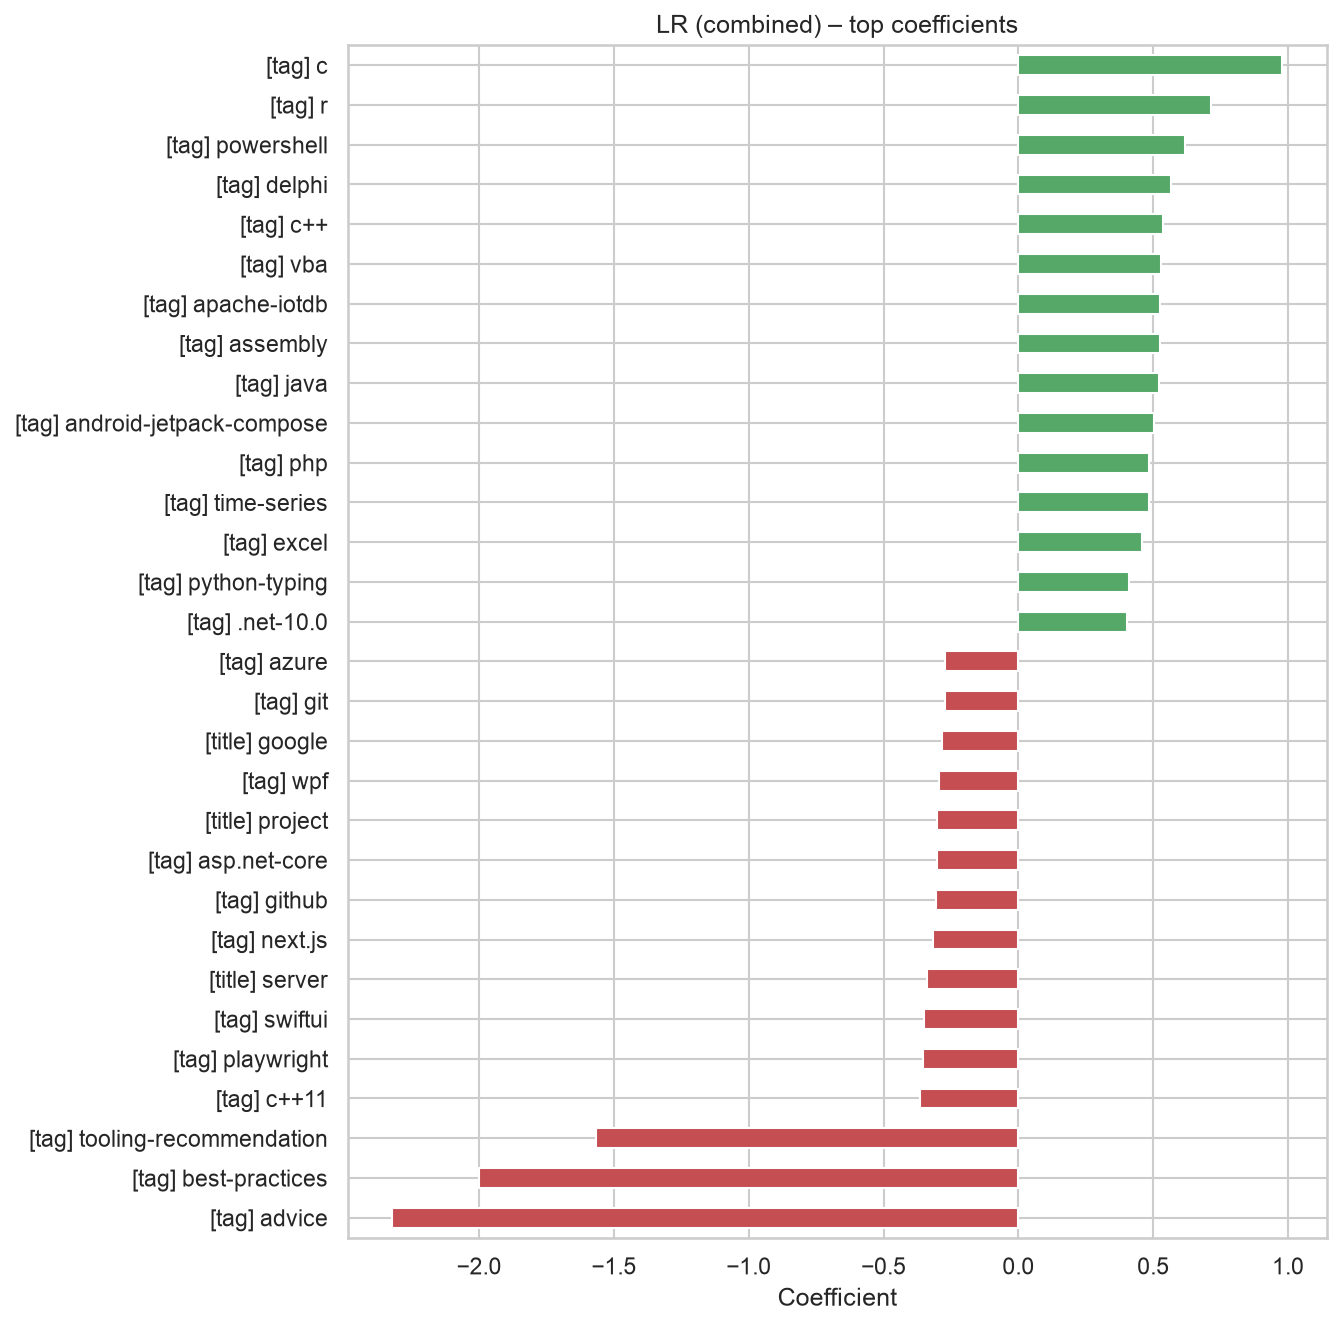 LR (combined) – top coefficients
[tag] c
[tag] r
[tag] powershell
[tag] delphi
[tag] c++
[tag] vba
[tag] apache-iotdb
[tag] assembly
[tag] java
[tag] android-jetpack-compose
[tag] php
[tag] time-series
[tag] excel
[tag] python-typing
[tag] .net-10.0
[tag] azure
[tag] git
[title] google
[tag] wpf
[title] project
[tag] asp.net-core
[tag] github
[tag] next.js
[title] server
[tag] swiftui
[tag] playwright
[tag] c++11
[tag] tooling-recommendation
[tag] best-practices
[tag] advice
−2.0 −1.5 −1.0 −0.5 0.0 0.5 1.0
Coefficient